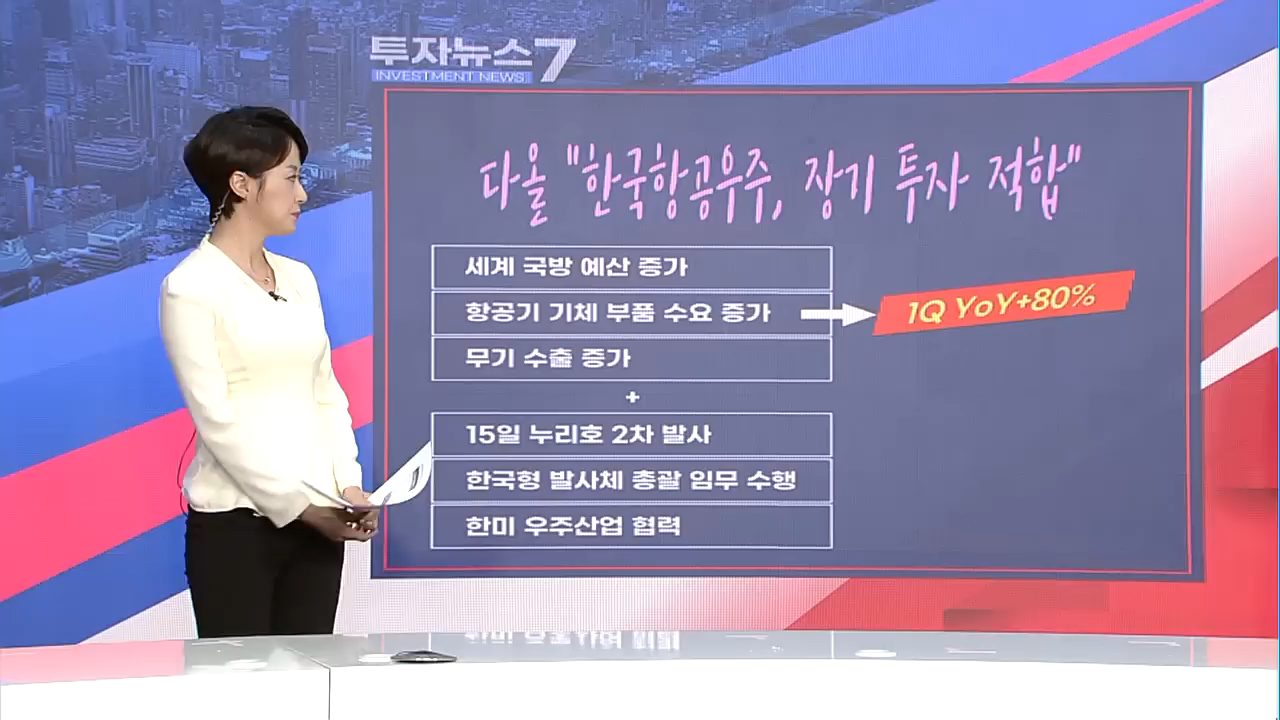 투자뉴스7
INVESTMENT NEWS
다올 "한국항공우주, 장기 투자 적합"
세계 국방 예산 증가
항공기 기체 부품 수요 증가
1Q YoY+80%
무기 수출 증가
+
15일 누리호 2차 발사
한국형 발사체 총괄 임무 수행
한미 우주산업 협력